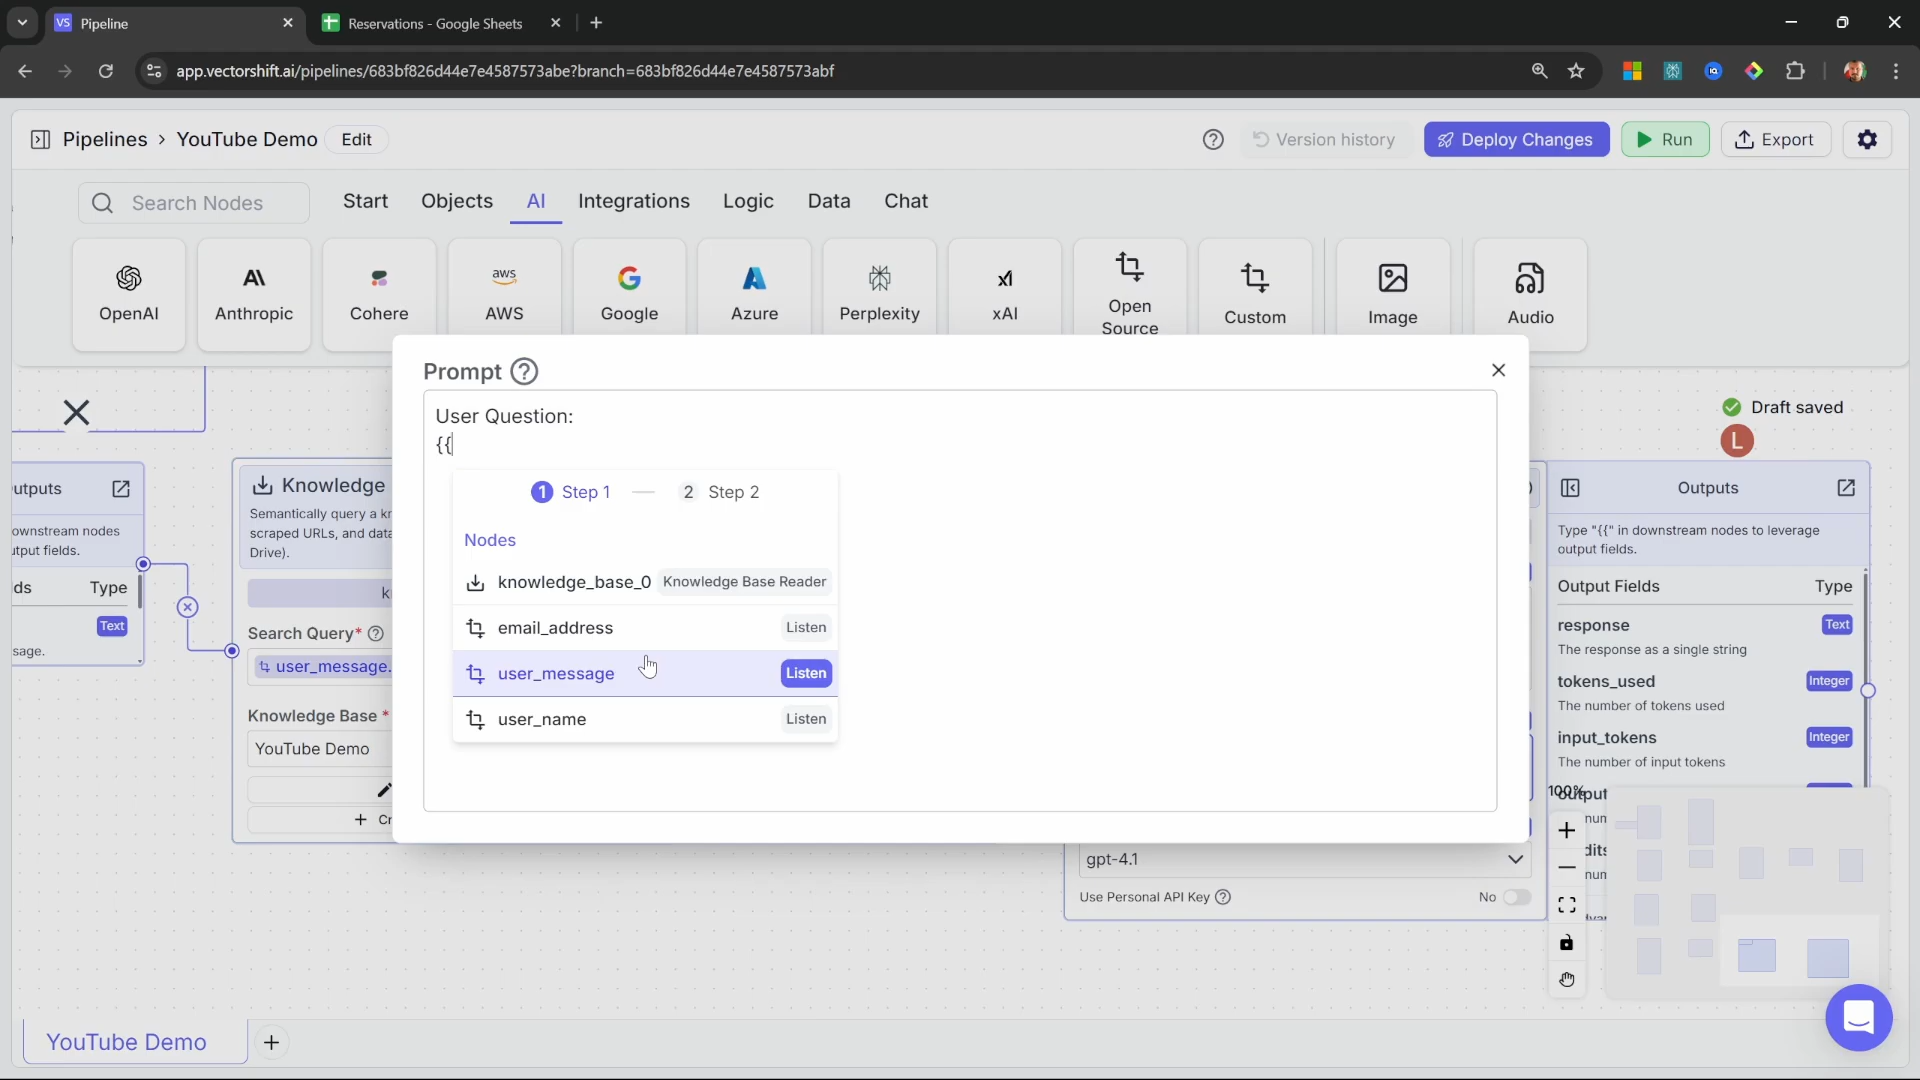 VS Pipeline
Reservations - Google Sheets
app.vectorshift.ai/pipelines/683bf826d44e7e4587573abe?branch=683bf826d44e7e4587573abf
Pipelines > YouTube Demo Edit
Version history Deploy Changes Run Export
Search Nodes Start Objects AI Integrations Logic Data Chat
OpenAI Anthropic Cohere aws AWS Google Azure Perplexity xAI Open Source Custom Image Audio
Prompt
User Question:
{{
1 Step 1 — 2 Step 2
Nodes
knowledge_base_0 Knowledge Base Reader
email_address Listen
user_message Listen
user_name Listen
Draft saved
L
utputs
ownstream nodes
utput fields.
ds Type
Text
sage.
Knowledge
Semantically query a kn
scraped URLs, and data
Drive).
Search Query*
user_message.
Knowledge Base *
YouTube Demo
+ Cr
gpt-4.1
Use Personal API Key No
Outputs
Type "{{" in downstream nodes to leverage
output fields.
Output Fields Type
response Text
The response as a single string
tokens_used Integer
The number of tokens used
input_tokens Integer
The number of input tokens
100%
YouTube Demo +